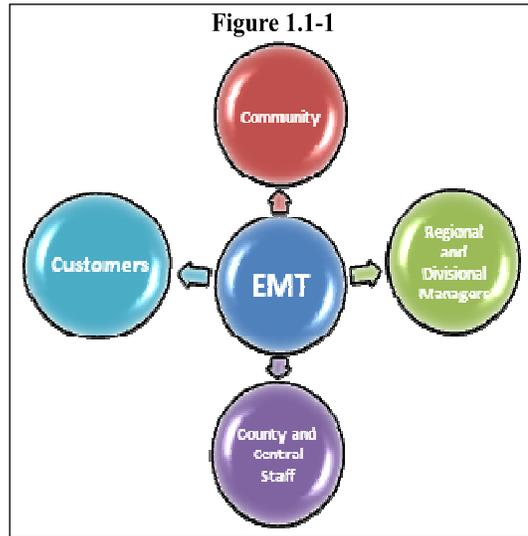 Figure 1.1-1
Community
Customers
EMT
Regional
and
Divisional
Managers
County and
Central
Staff